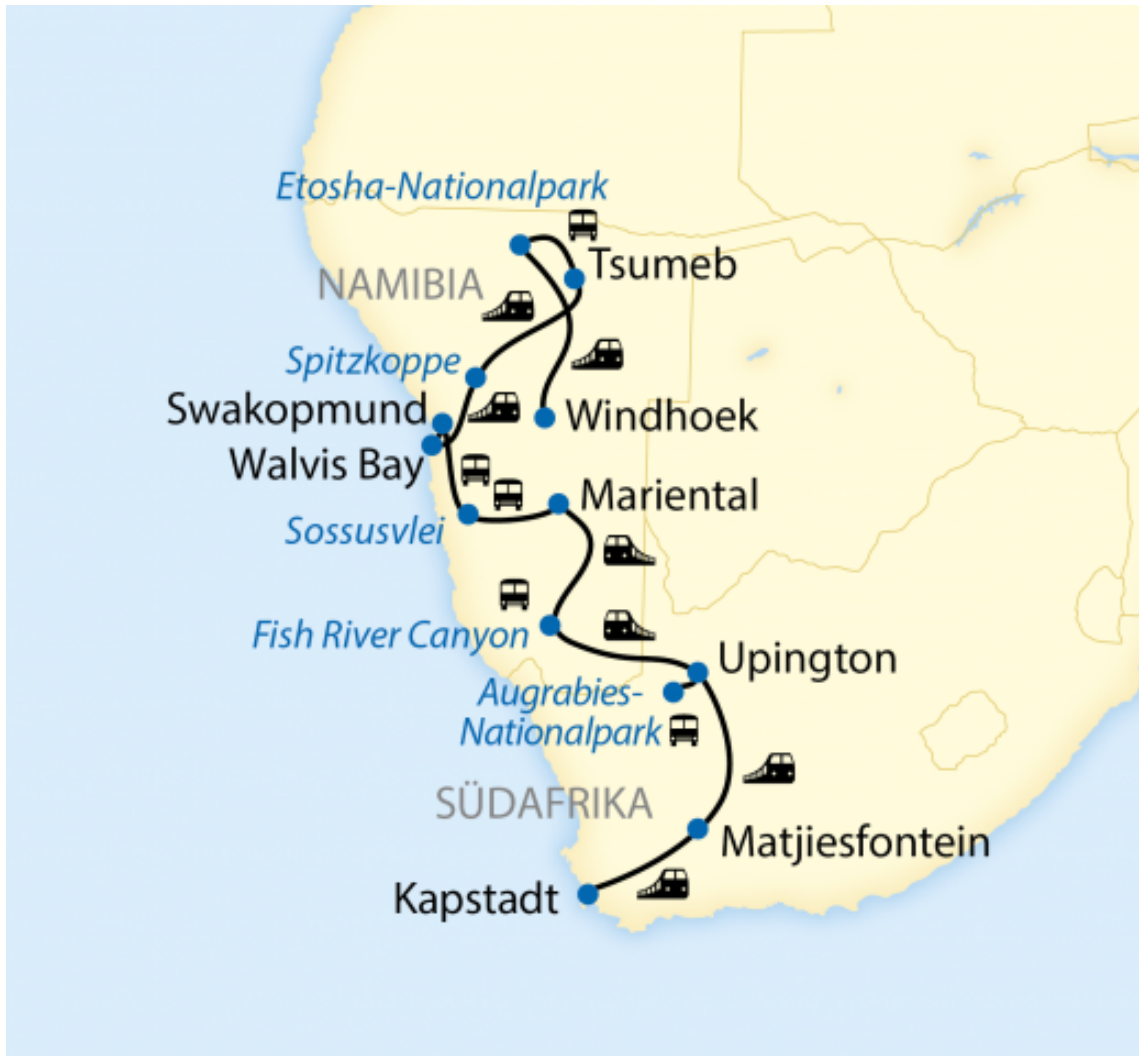 Etosha-Nationalpark
Tsumeb
NAMIBIA
Spitzkoppe
Swakopmund
Windhoek
Walvis Bay
Mariental
Sossusvlei
Fish River Canyon
Upington
Augrabies-
Nationalpark
SÜDAFRIKA
Matjiesfontein
Kapstadt